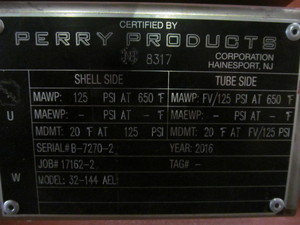 CERTIFIED BY
PERRY PRODUCTS
8317 CORPORATION
HAINESPORT, NJ
SHELL SIDE TUBE SIDE
MAWP: 125 PSI AT 650 °F MAWP: FV/125 PSI AT 650 °F
MAEWP: - PSI AT - °F MAEWP: - PSI AT - °F
U MDMT: 20 °F AT 125 PSI MDMT: 20 °F AT FV/125 PSI
SERIAL# B-7270-2 YEAR: 2016
JOB# 17162-2 TAG# -
W MODEL: 32-144 AEL